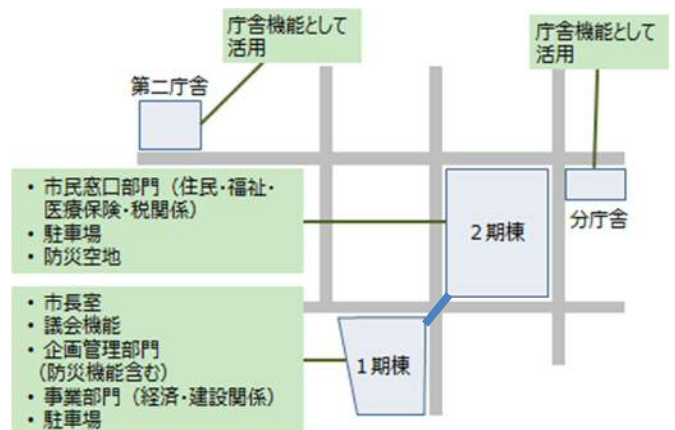 庁舎機能として
活用
庁舎機能として
活用
第二庁舎
・市民窓口部門（住民・福祉・
医療保険・税関係）
・駐車場
・防災空地
2期棟
分庁舎
・市長室
・議会機能
・企画管理部門
（防災機能含む）
・事業部門（経済・建設関係）
・駐車場
1期棟